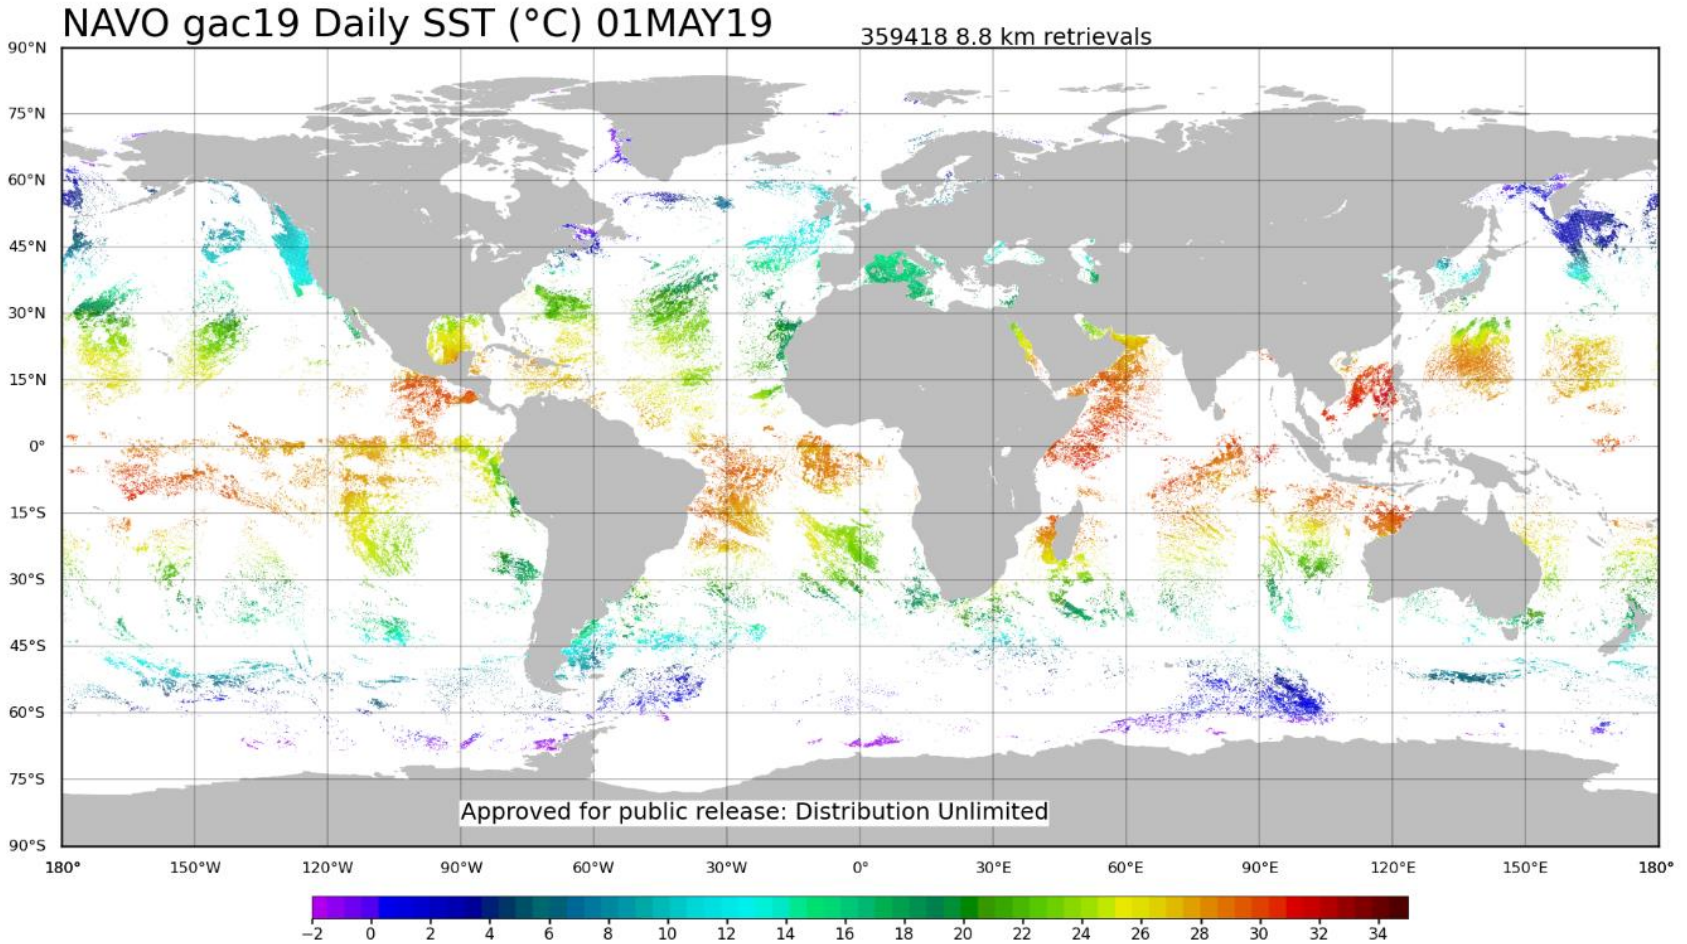 NAVO gac19 Daily SST (°C) 01MAY19
359418 8.8 km retrievals
90°N
75°N
60°N
45°N
30°N
15°N
0°
15°S
30°S
45°S
60°S
75°S
90°S
Approved for public release: Distribution Unlimited
180° 150°W 120°W 90°W 60°W 30°W 0° 30°E 60°E 90°E 120°E 150°E 180°
−2 0 2 4 6 8 10 12 14 16 18 20 22 24 26 28 30 32 34